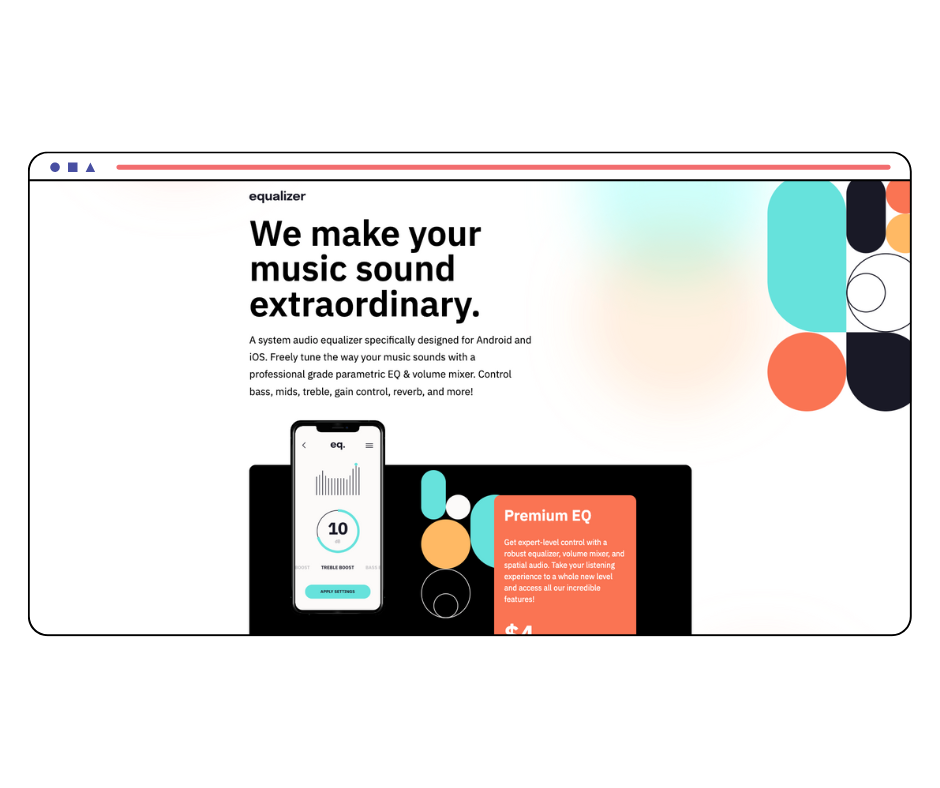 equalizer
We make your
music sound
extraordinary.
A system audio equalizer specifically designed for Android and
iOS. Freely tune the way your music sounds with a
professional grade parametric EQ & volume mixer. Control
bass, mids, treble, gain control, reverb, and more!
eq.
10
dB
TREBLE BOOST
APPLY SETTINGS
Premium EQ
Get expert-level control with a
robust equalizer, volume mixer, and
spatial audio. Take your listening
experience to a whole new level
and access all our incredible
features!
$4